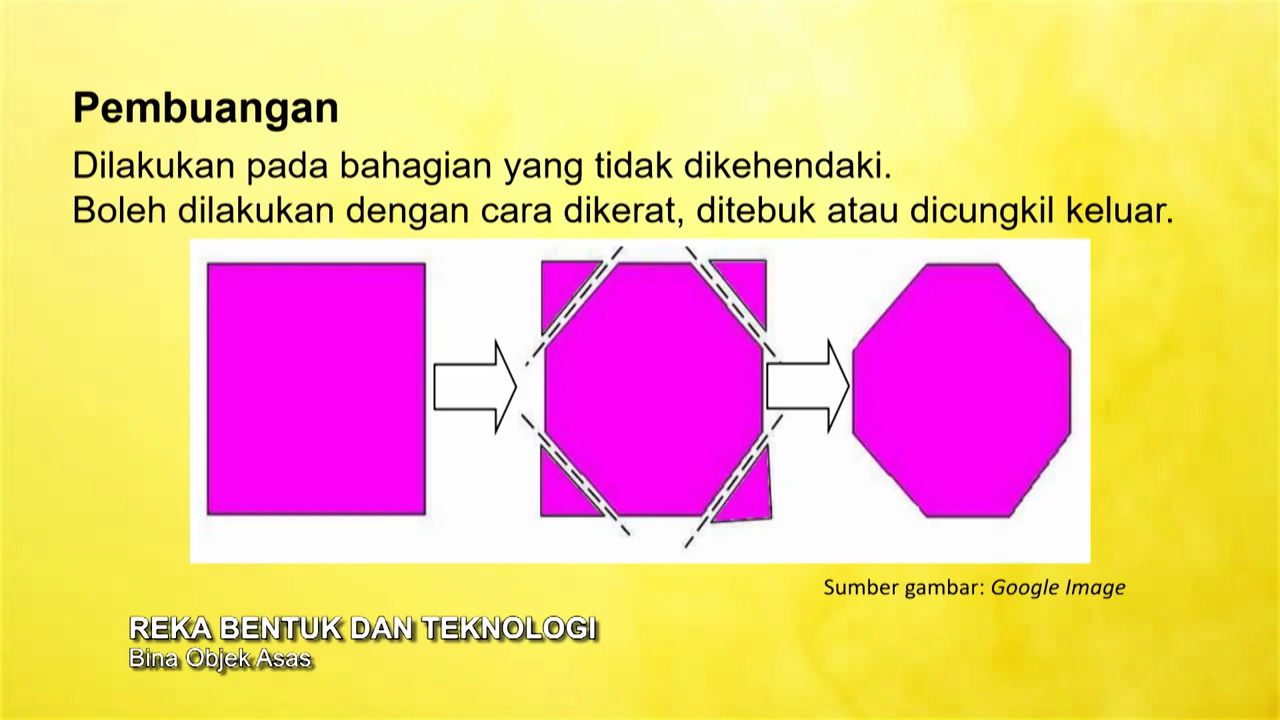 Pembuangan
Dilakukan pada bahagian yang tidak dikehendaki.
Boleh dilakukan dengan cara dikerat, ditebuk atau dicungkil keluar.
Sumber gambar: Google Image
REKA BENTUK DAN TEKNOLOGI
Bina Objek Asas